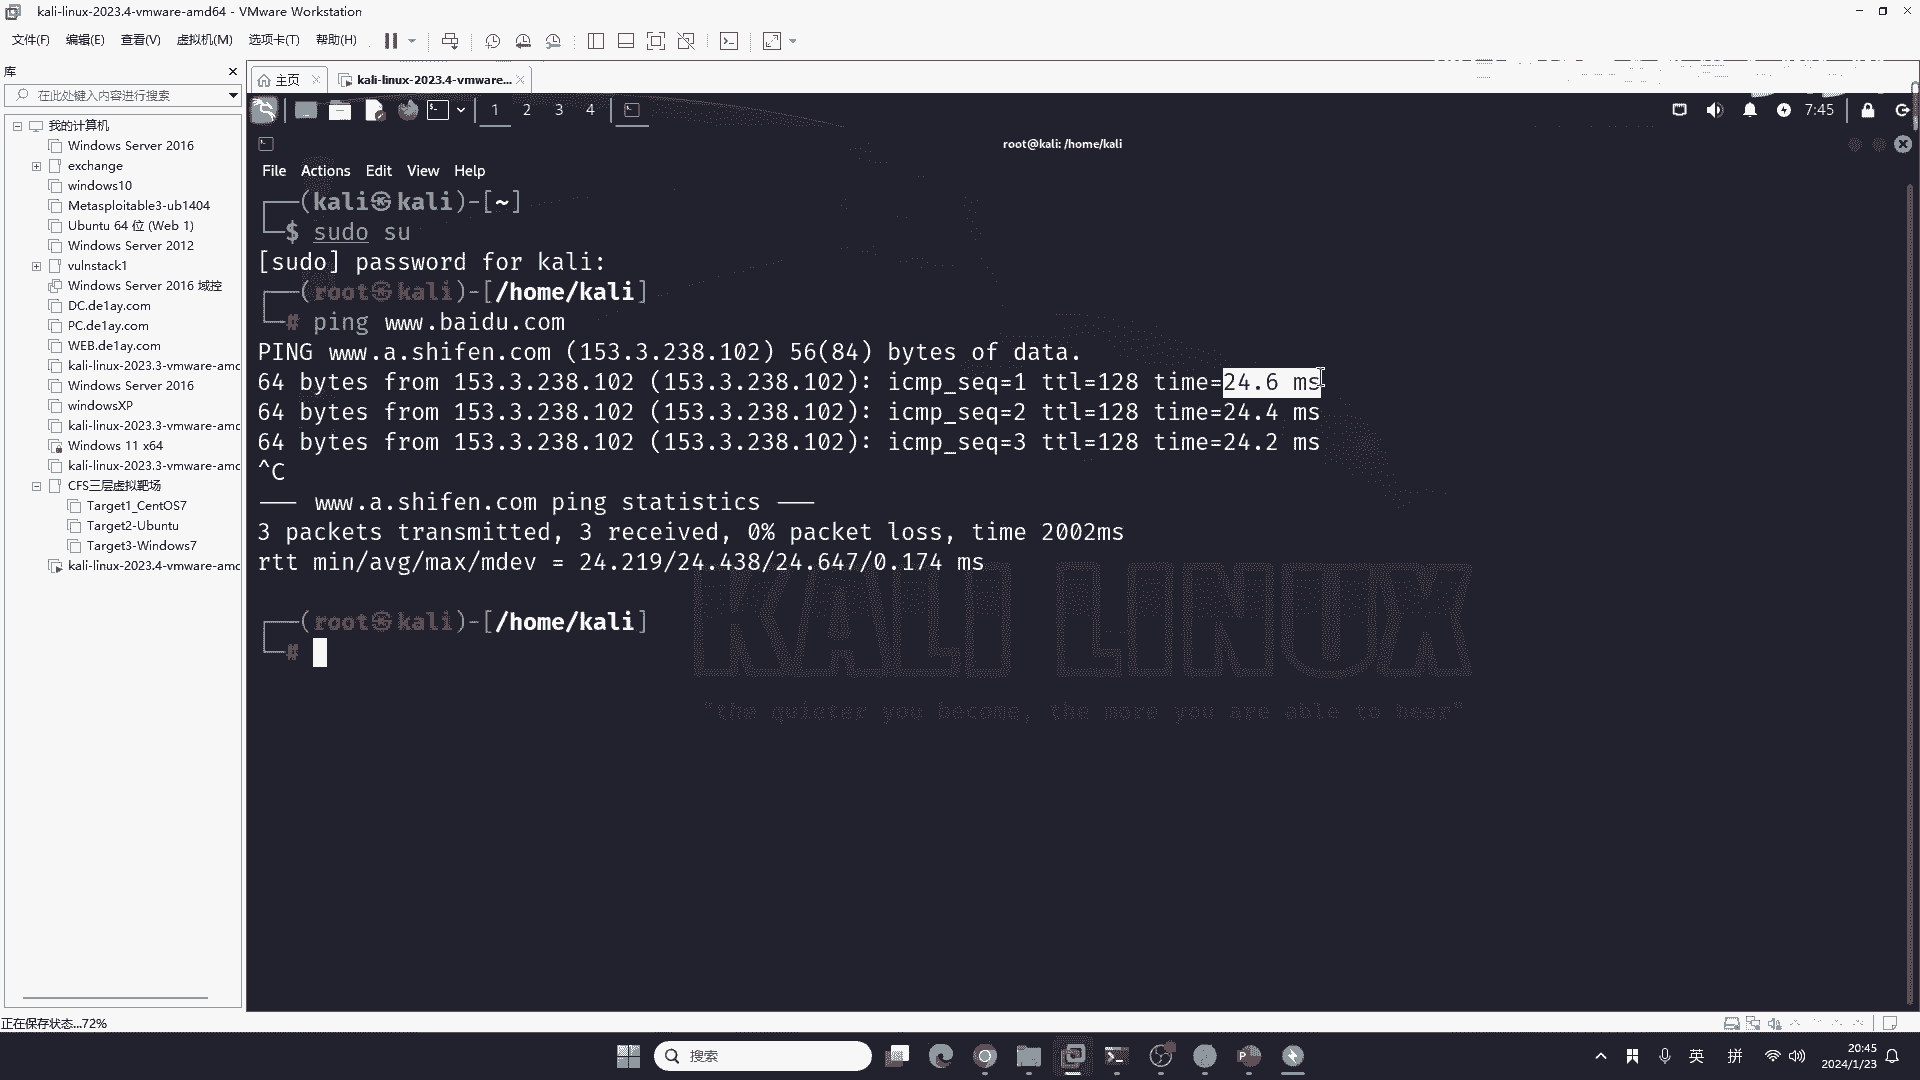 kali-linux-2023.4-vmware-amd64 - VMware Workstation
文件(F) 编辑(E) 查看(V) 虚拟机(M) 选项卡(T) 帮助(H)
库
主页
kali-linux-2023.4-vmware...
在此处键入内容进行搜索
我的计算机
Windows Server 2016
exchange
windows10
Metasploitable3-ub1404
Ubuntu 64 位 (Web 1)
Windows Server 2012
vulnstack1
Windows Server 2016 域控
DC.de1ay.com
PC.de1ay.com
WEB.de1ay.com
kali-linux-2023.3-vmware-amd
Windows Server 2016
windowsXP
kali-linux-2023.3-vmware-amd
Windows 11 x64
kali-linux-2023.3-vmware-amd
CFS三层虚拟靶场
Target1_CentOS7
Target2-Ubuntu
Target3-Windows7
kali-linux-2023.4-vmware-amd
1 2 3 4
7:45
root@kali: /home/kali
File Actions Edit View Help
┌──(kali㉿kali)-[~]
└─$ sudo su
[sudo] password for kali:
┌──(root㉿kali)-[/home/kali]
└─# ping www.baidu.com
PING www.a.shifen.com (153.3.238.102) 56(84) bytes of data.
64 bytes from 153.3.238.102 (153.3.238.102): icmp_seq=1 ttl=128 time=24.6 ms
64 bytes from 153.3.238.102 (153.3.238.102): icmp_seq=2 ttl=128 time=24.4 ms
64 bytes from 153.3.238.102 (153.3.238.102): icmp_seq=3 ttl=128 time=24.2 ms
^C
— www.a.shifen.com ping statistics —
3 packets transmitted, 3 received, 0% packet loss, time 2002ms
rtt min/avg/max/mdev = 24.219/24.438/24.647/0.174 ms
┌──(root㉿kali)-[/home/kali]
└─#
KALI LINUX
"the quieter you become, the more you are able to hear"
正在保存状态...72%
搜索
英
拼
20:45
2024/1/23